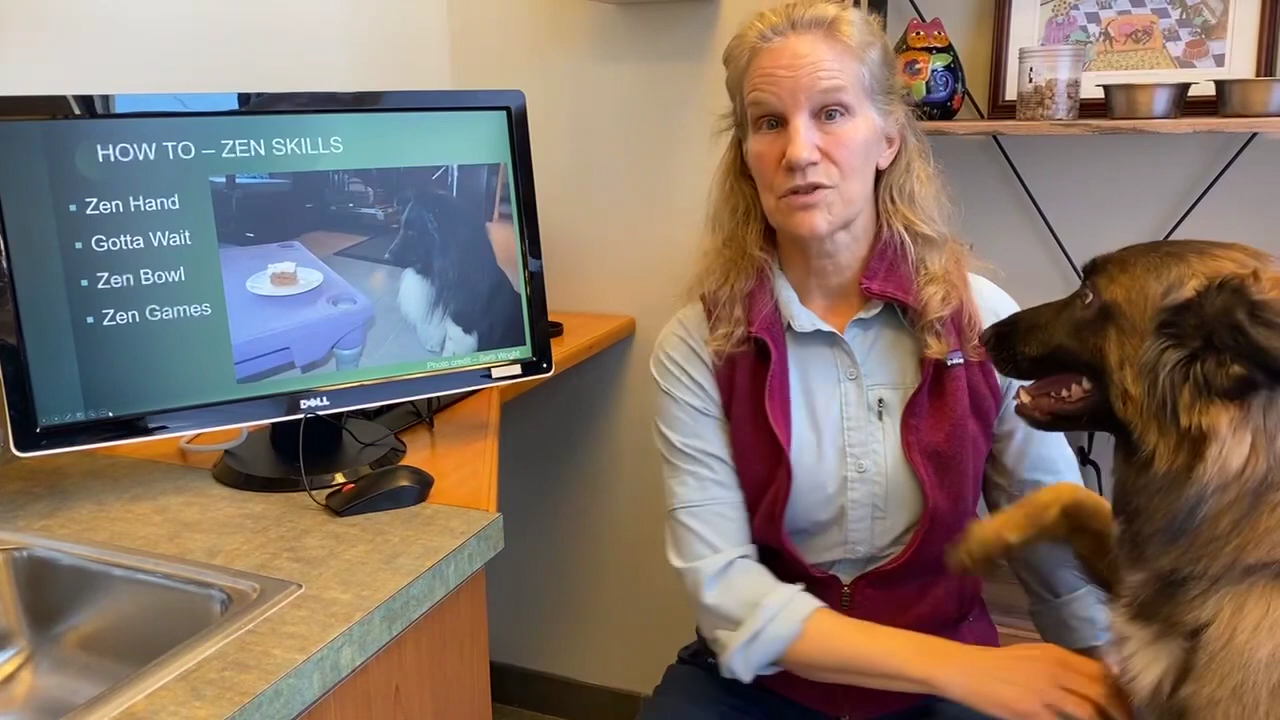 HOW TO – ZEN SKILLS
Zen Hand
Gotta Wait
Zen Bowl
Zen Games
Photo credit – Sara Wright
DELL